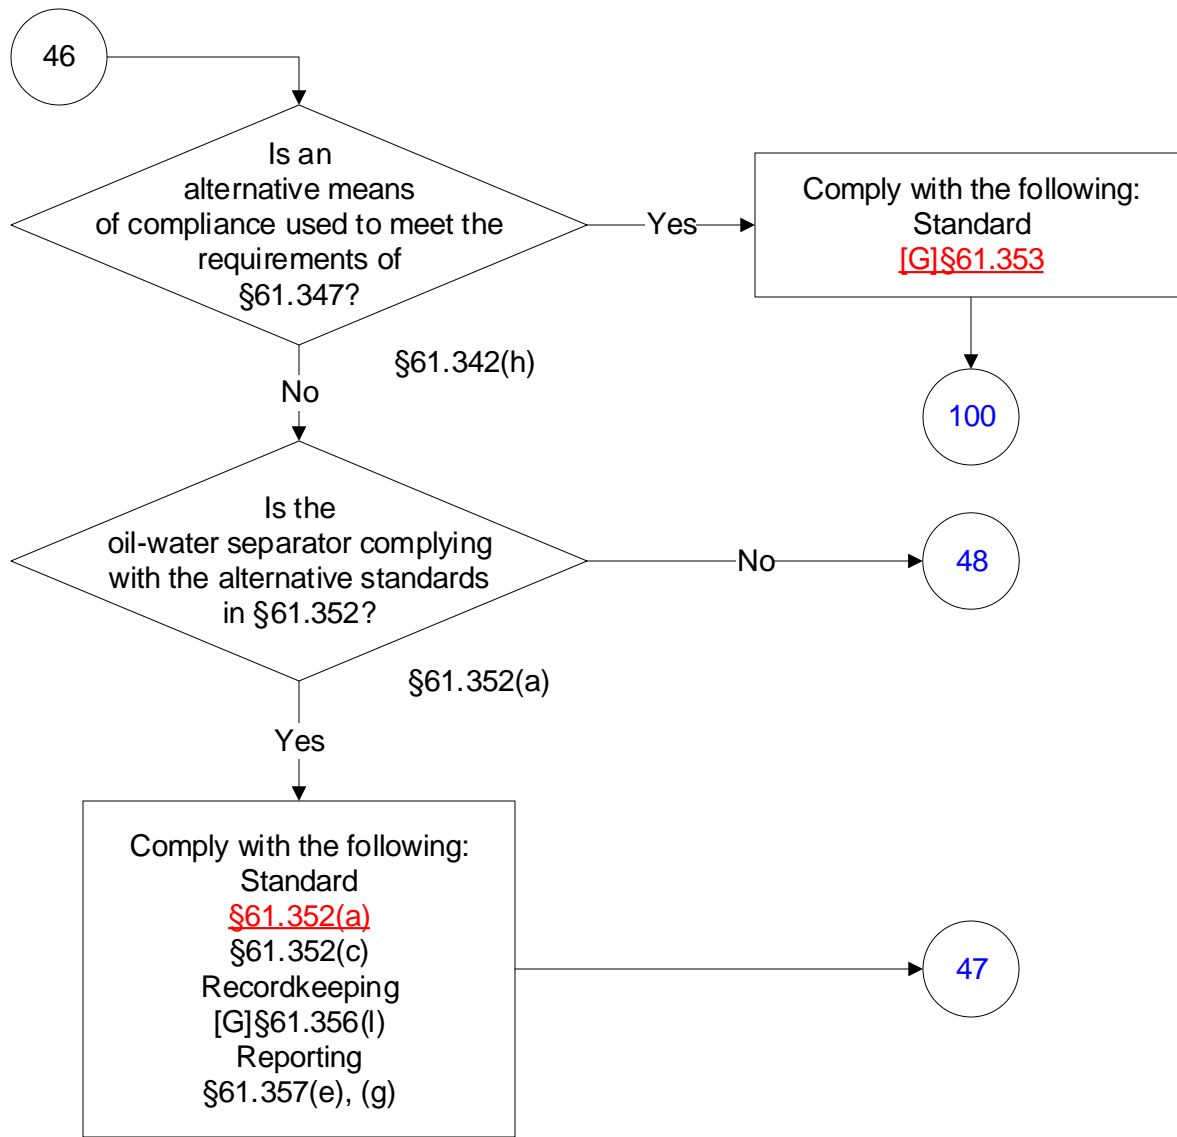 46
Is an
alternative means
of compliance used to meet the
requirements of
§61.347?
Yes
Comply with the following:
Standard
[G]§61.353
§61.342(h)
No
100
Is the
oil-water separator complying
with the alternative standards
in §61.352?
No
48
§61.352(a)
Yes
Comply with the following:
Standard
§61.352(a)
§61.352(c)
Recordkeeping
[G]§61.356(l)
Reporting
§61.357(e), (g)
47